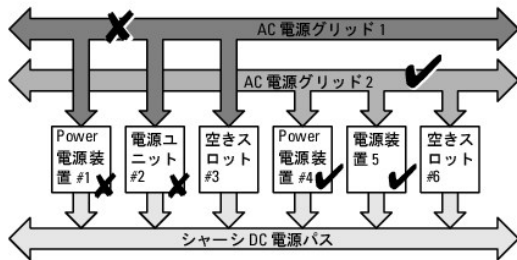 AC 電源グリッド 1
AC 電源グリッド 2
Power
電源装
置 #1
電源ユ
ニット
#2
空きス
ロット
#3
Power
電源装
置 #4
電源装
置 5
空きス
ロット
#6
シャーシ DC 電源パス